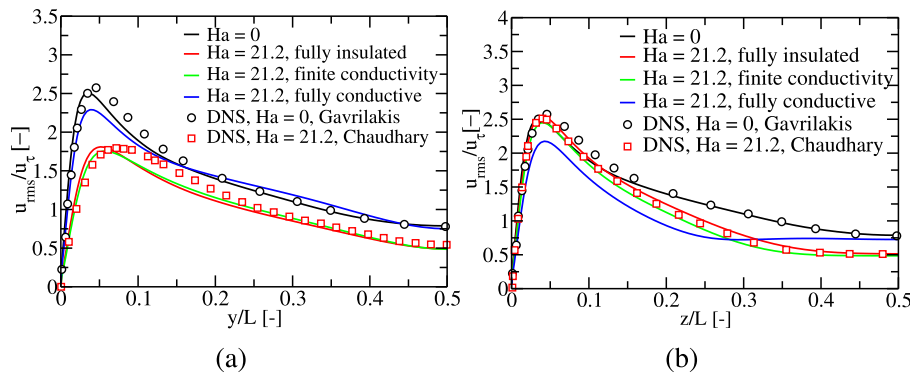 Ha = 0
Ha = 21.2, fully insulated
Ha = 21.2, finite conductivity
Ha = 21.2, fully conductive
DNS, Ha = 0, Gavrilakis
DNS, Ha = 21.2, Chaudhary
u_rms/u_τ [–]
3.5
3
2.5
2
1.5
1
0.5
0
0 0.1 0.2 0.3 0.4 0.5
y/L [-]
(a)
Ha = 0
Ha = 21.2, fully insulated
Ha = 21.2, finite conductivity
Ha = 21.2, fully conductive
DNS, Ha = 0, Gavrilakis
DNS, Ha = 21.2, Chaudhary
u_rms/u_τ[–]
4
3.5
3
2.5
2
1.5
1
0.5
0
0 0.1 0.2 0.3 0.4 0.5
z/L [-]
(b)